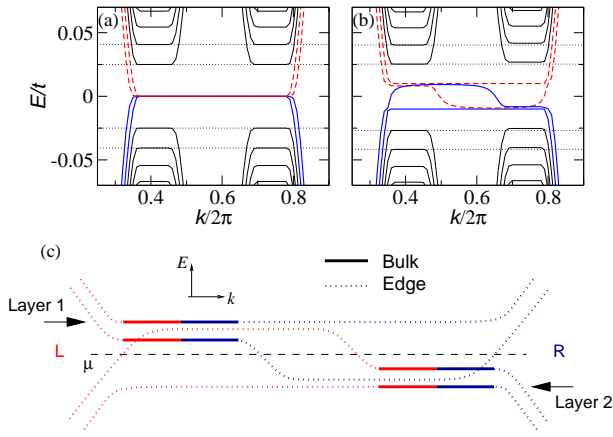 (a)
(b)
0.05
0
-0.05
E/t
0.4
0.6
0.8
0.4
0.6
0.8
k/2π
k/2π
(c)
E
k
Bulk
Edge
Layer 1
L
μ
R
Layer 2